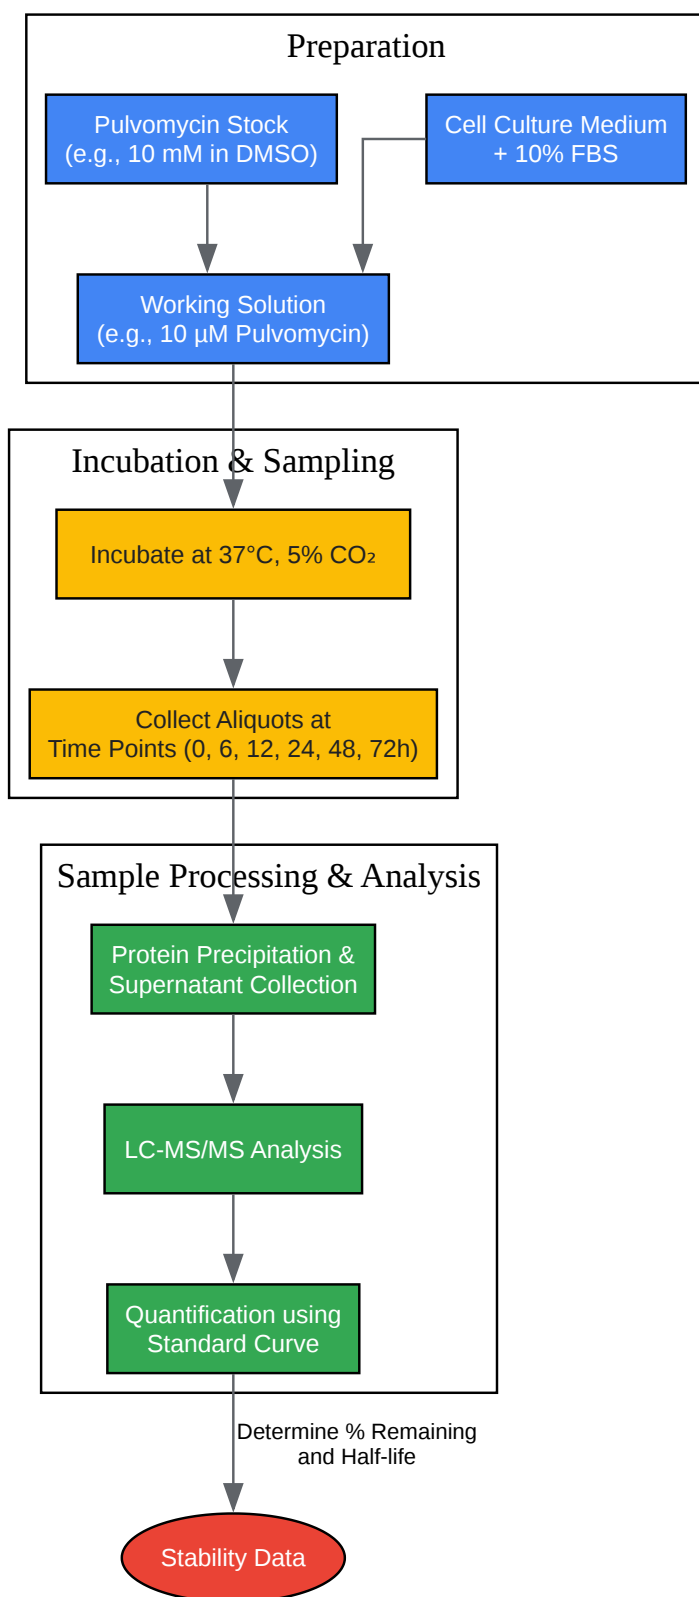 Preparation
Pulvomycin Stock
(e.g., 10 mM in DMSO)
Cell Culture Medium
+ 10% FBS
Working Solution
(e.g., 10 µM Pulvomycin)
Incubation & Sampling
Incubate at 37°C, 5% CO₂
Collect Aliquots at
Time Points (0, 6, 12, 24, 48, 72h)
Sample Processing & Analysis
Protein Precipitation &
Supernatant Collection
LC-MS/MS Analysis
Quantification using
Standard Curve
Determine % Remaining
and Half-life
Stability Data